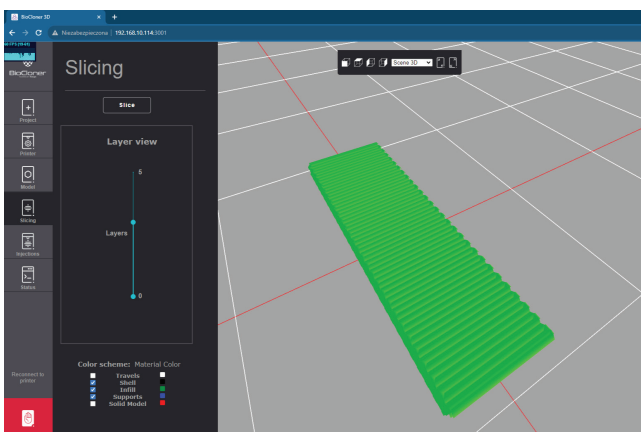 BioCloner 3D
Niezabezpieczona | 192.168.10.114:3001
BioCloner
Slicing
Slice
Scene 3D
Project
Printer
Model
Slicing
Injections
Status
Reconnect to
printer
Layer view
5
Layers
0
Color scheme: Material Color
Travels
Shell
Infill
Supports
Solid Model